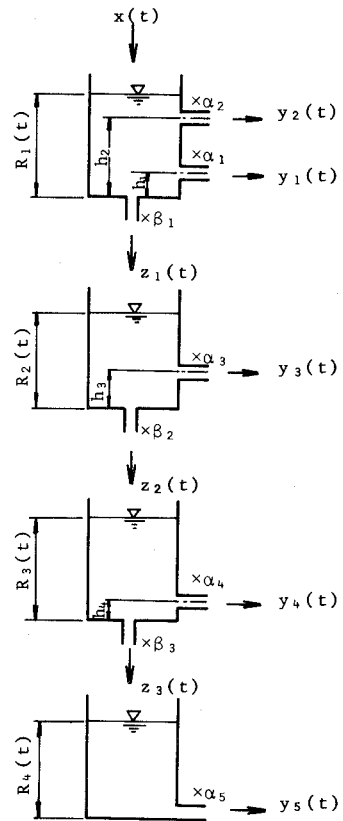 x(t)
R₁(t)
h₂
h₁
×α₂
y₂(t)
×α₁
y₁(t)
×β₁
z₁(t)
R₂(t)
h₃
×α₃
y₃(t)
×β₂
z₂(t)
R₃(t)
h₄
×α₄
y₄(t)
×β₃
z₃(t)
R₄(t)
×α₅
y₅(t)